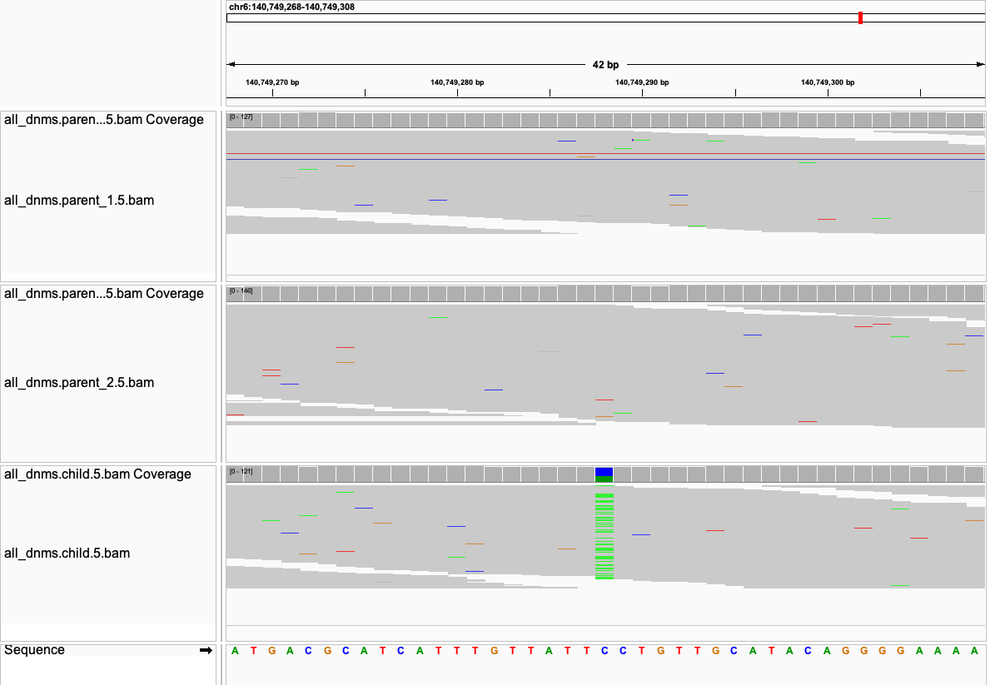 chr6:140,749,268-140,749,308
42 bp
140,749,270 bp 140,749,280 bp 140,749,290 bp 140,749,300 bp
all_dnms.paren...5.bam Coverage [0 - 127]
all_dnms.parent_1.5.bam
all_dnms.paren...5.bam Coverage [0 - 146]
all_dnms.parent_2.5.bam
all_dnms.child.5.bam Coverage [0 - 121]
all_dnms.child.5.bam
Sequence A T G A C G C A T C A T T T G T T A T T C C T G T T G C A T A C A G G G G A A A A